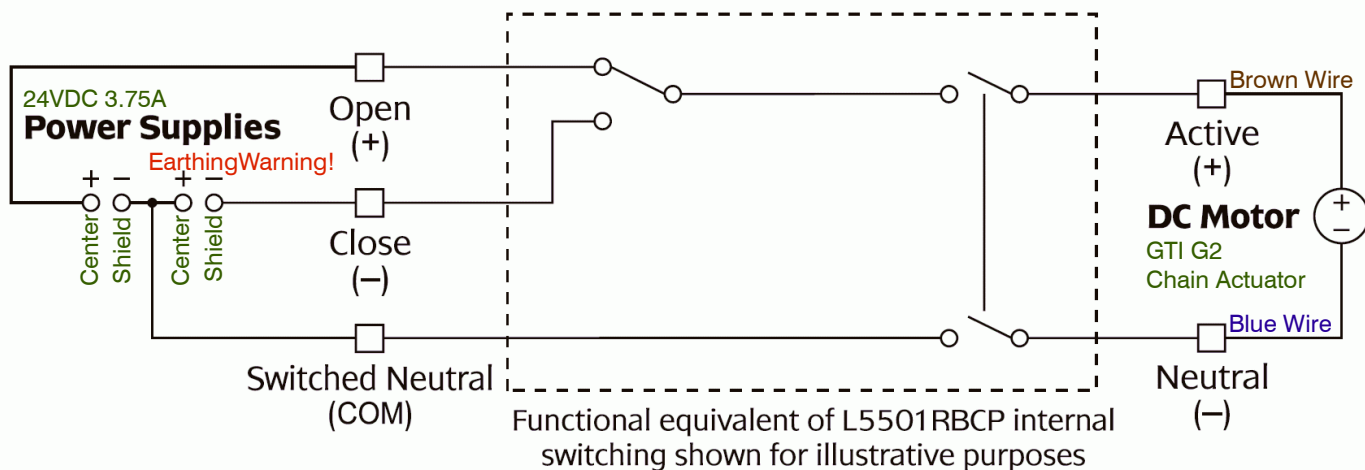 24VDC 3.75A
Power Supplies
EarthingWarning!
+ − + −
Center
Shield
Center
Shield
Open
(+)
Close
(−)
Switched Neutral
(COM)
Functional equivalent of L5501RBCP internal
switching shown for illustrative purposes
Brown Wire
Active
(+)
DC Motor
+
−
GTI G2
Chain Actuator
Blue Wire
Neutral
(−)